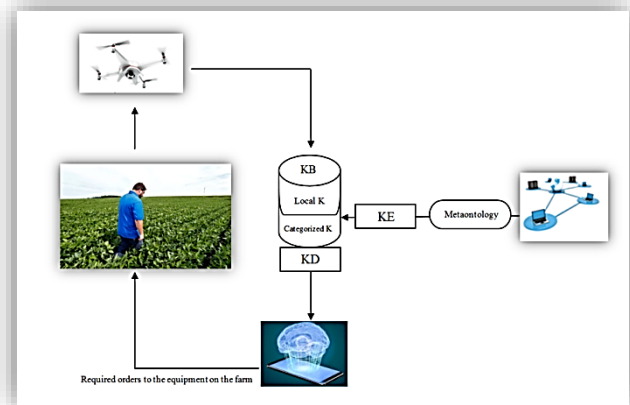 KB
Local K
Categorized K
KE
Metaontology
KD
Required orders to the equipment on the farm